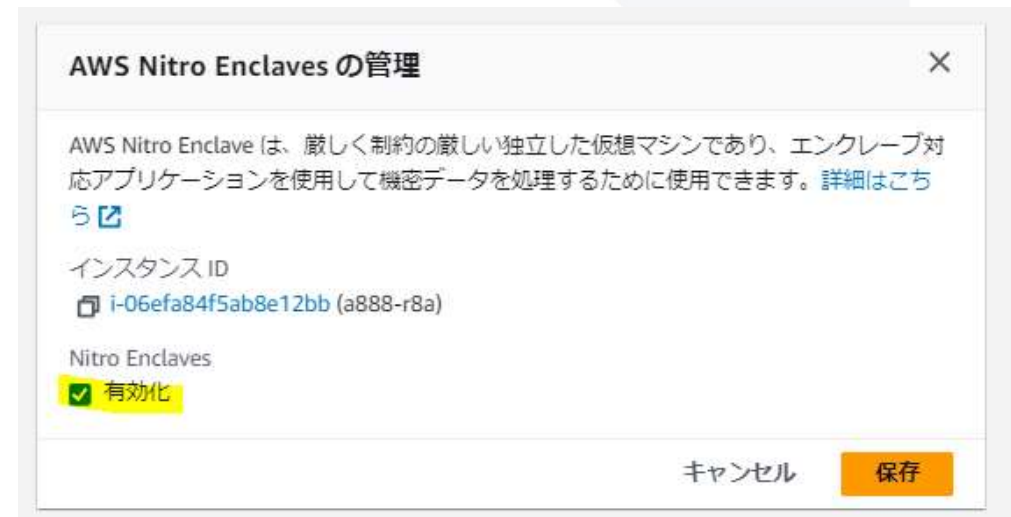 AWS Nitro Enclaves の管理
AWS Nitro Enclave は、厳しく制約の厳しい独立した仮想マシンであり、エンクレーブ対
応アプリケーションを使用して機密データを処理するために使用できます。詳細はこち
ら
インスタンス ID
i-06efa84f5ab8e12bb (a888-r8a)
Nitro Enclaves
有効化
キャンセル 保存